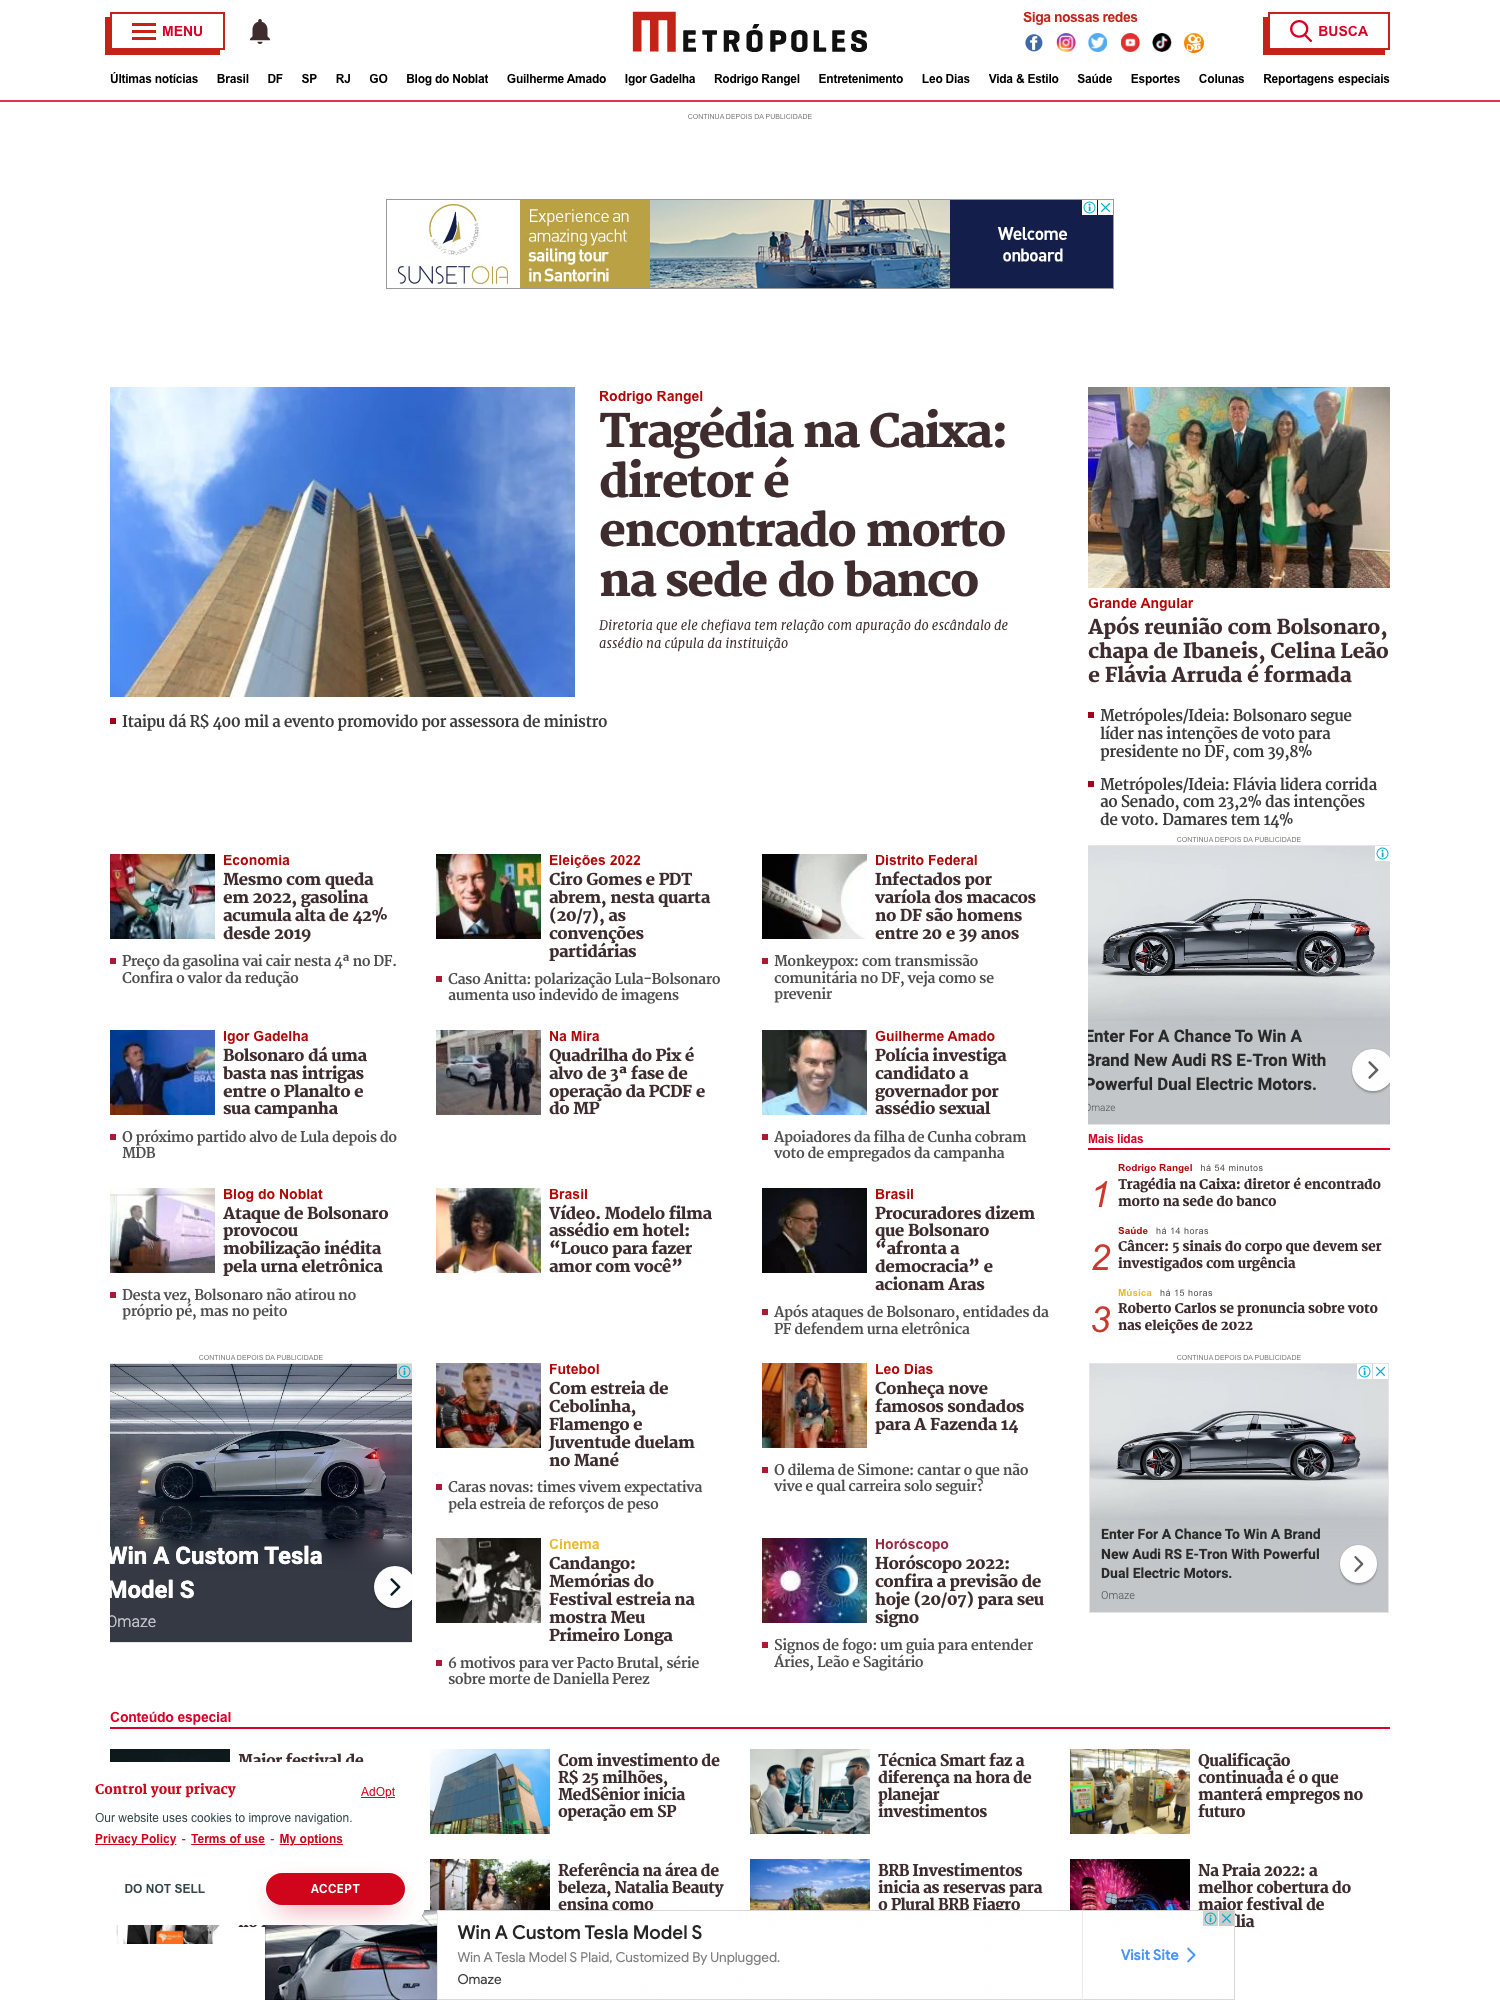 MENU
METRÓPOLES
Siga nossas redes
BUSCA
Últimas notícias Brasil DF SP RJ GO Blog do Noblat Guilherme Amado Igor Gadelha Rodrigo Rangel Entretenimento Leo Dias Vida & Estilo Saúde Esportes Colunas Reportagens especiais
CONTINUA DEPOIS DA PUBLICIDADE
SUNSETOIA
Experience an
amazing yacht
sailing tour
in Santorini
Welcome
onboard
Rodrigo Rangel
Tragédia na Caixa:
diretor é
encontrado morto
na sede do banco
Diretoria que ele chefiava tem relação com apuração do escândalo de
assédio na cúpula da instituição
Itaipu dá R$ 400 mil a evento promovido por assessora de ministro
Grande Angular
Após reunião com Bolsonaro,
chapa de Ibaneis, Celina Leão
e Flávia Arruda é formada
Metrópoles/Ideia: Bolsonaro segue
líder nas intenções de voto para
presidente no DF, com 39,8%
Metrópoles/Ideia: Flávia lidera corrida
ao Senado, com 23,2% das intenções
de voto. Damares tem 14%
CONTINUA DEPOIS DA PUBLICIDADE
Economia
Mesmo com queda
em 2022, gasolina
acumula alta de 42%
desde 2019
Preço da gasolina vai cair nesta 4ª no DF.
Confira o valor da redução
Eleições 2022
Ciro Gomes e PDT
abrem, nesta quarta
(20/7), as
convenções
partidárias
Caso Anitta: polarização Lula-Bolsonaro
aumenta uso indevido de imagens
Distrito Federal
Infectados por
varíola dos macacos
no DF são homens
entre 20 e 39 anos
Monkeypox: com transmissão
comunitária no DF, veja como se
prevenir
Enter For A Chance To Win A
Brand New Audi RS E-Tron With
Powerful Dual Electric Motors.
Omaze
Igor Gadelha
Bolsonaro dá uma
basta nas intrigas
entre o Planalto e
sua campanha
O próximo partido alvo de Lula depois do
MDB
Na Mira
Quadrilha do Pix é
alvo de 3ª fase de
operação da PCDF e
do MP
Guilherme Amado
Polícia investiga
candidato a
governador por
assédio sexual
Apoiadores da filha de Cunha cobram
voto de empregados da campanha
Mais lidas
Rodrigo Rangel há 54 minutos
1 Tragédia na Caixa: diretor é encontrado
morto na sede do banco
Saúde há 14 horas
2 Câncer: 5 sinais do corpo que devem ser
investigados com urgência
Música há 15 horas
3 Roberto Carlos se pronuncia sobre voto
nas eleições de 2022
Blog do Noblat
Ataque de Bolsonaro
provocou
mobilização inédita
pela urna eletrônica
Desta vez, Bolsonaro não atirou no
próprio pé, mas no peito
Brasil
Vídeo. Modelo filma
assédio em hotel:
“Louco para fazer
amor com você”
Brasil
Procuradores dizem
que Bolsonaro
“afronta a
democracia” e
acionam Aras
Após ataques de Bolsonaro, entidades da
PF defendem urna eletrônica
CONTINUA DEPOIS DA PUBLICIDADE
Win A Custom Tesla
Model S
Omaze
Futebol
Com estreia de
Cebolinha,
Flamengo e
Juventude duelam
no Mané
Caras novas: times vivem expectativa
pela estreia de reforços de peso
Leo Dias
Conheça nove
famosos sondados
para A Fazenda 14
O dilema de Simone: cantar o que não
vive e qual carreira solo seguir?
CONTINUA DEPOIS DA PUBLICIDADE
Enter For A Chance To Win A Brand
New Audi RS E-Tron With Powerful
Dual Electric Motors.
Omaze
Cinema
Candango:
Memórias do
Festival estreia na
mostra Meu
Primeiro Longa
6 motivos para ver Pacto Brutal, série
sobre morte de Daniella Perez
Horóscopo
Horóscopo 2022:
confira a previsão de
hoje (20/07) para seu
signo
Signos de fogo: um guia para entender
Áries, Leão e Sagitário
Conteúdo especial
Maior festival de
Com investimento de
R$ 25 milhões,
MedSênior inicia
operação em SP
Técnica Smart faz a
diferença na hora de
planejar
investimentos
Qualificação
continuada é o que
manterá empregos no
futuro
Control your privacy
AdOpt
Our website uses cookies to improve navigation.
Privacy Policy - Terms of use - My options
DO NOT SELL
ACCEPT
Referência na área de
beleza, Natalia Beauty
ensina como
BRB Investimentos
inicia as reservas para
o Plural BRB Fiagro
Na Praia 2022: a
melhor cobertura do
maior festival de
Win A Custom Tesla Model S
Win A Tesla Model S Plaid, Customized By Unplugged.
Omaze
Visit Site